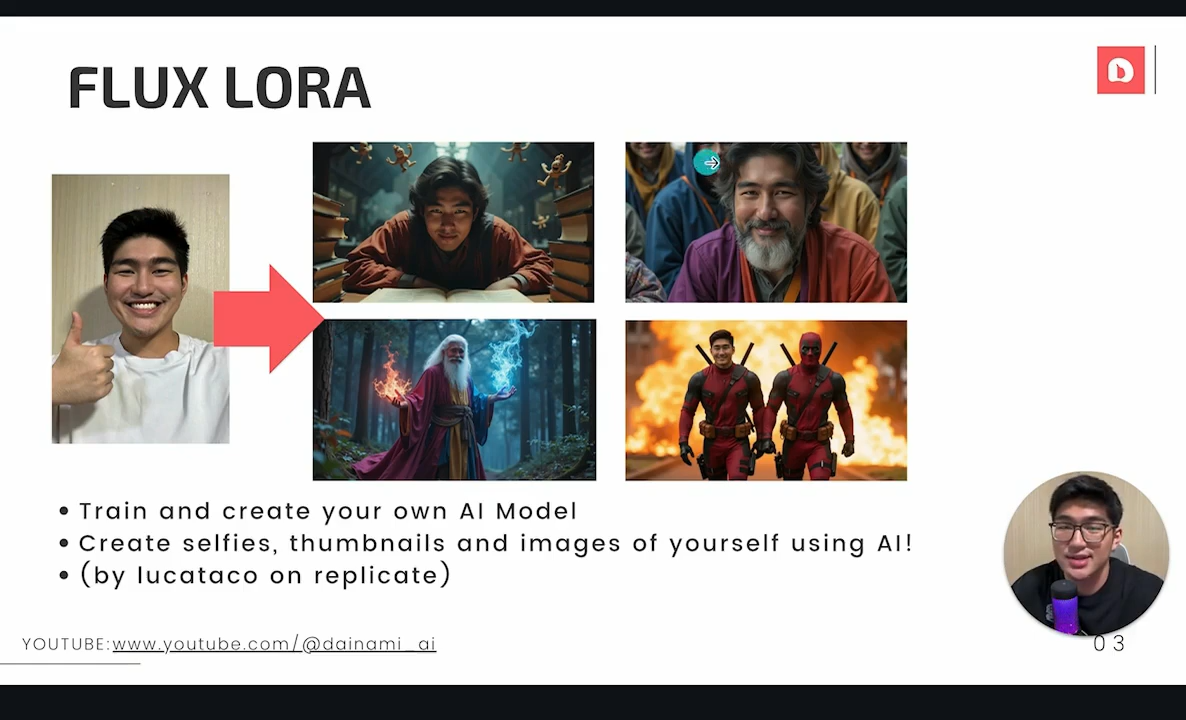 FLUX LORA
• Train and create your own AI Model
• Create selfies, thumbnails and images of yourself using AI!
• (by lucataco on replicate)
YOUTUBE: www.youtube.com/@dainami_ai
03